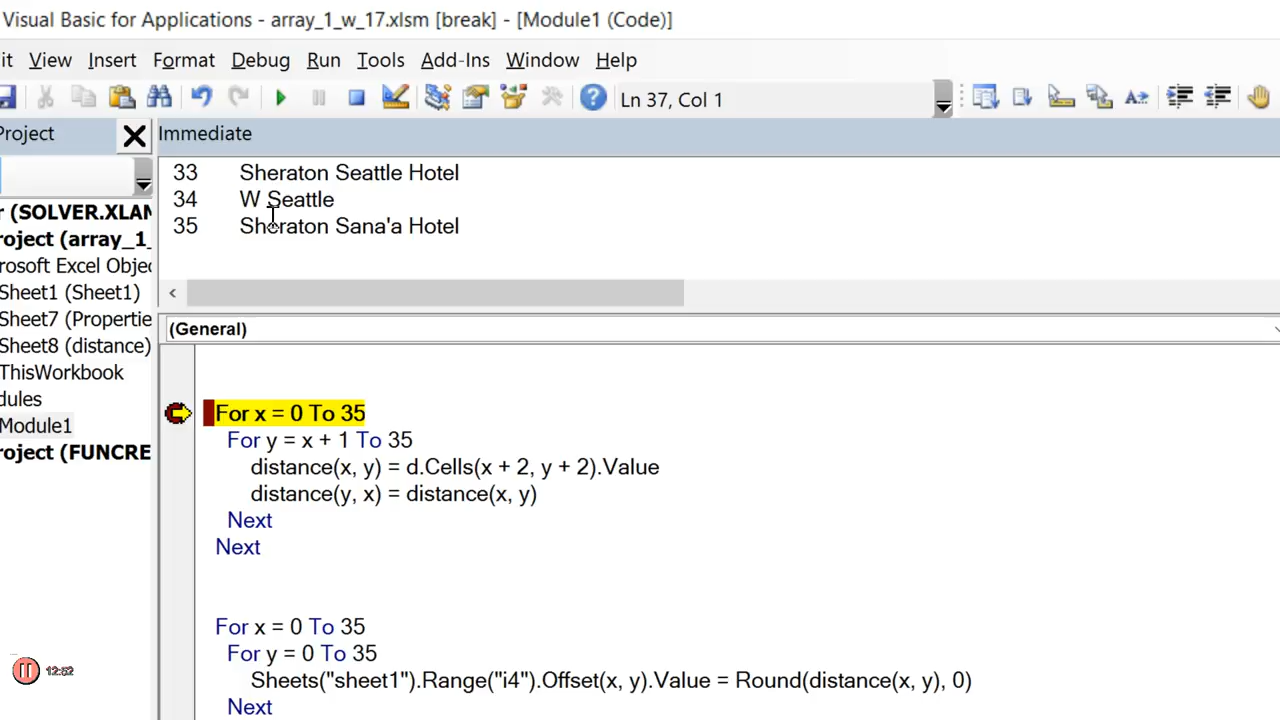 Visual Basic for Applications - array_1_w_17.xlsm [break] - [Module1 (Code)]
it View Insert Format Debug Run Tools Add-Ins Window Help
Ln 37, Col 1
Project
Immediate
33 Sheraton Seattle Hotel
34 W Seattle
35 Sheraton Sana'a Hotel
r (SOLVER.XLAM
roject (array_1_
rosoft Excel Objec
Sheet1 (Sheet1)
Sheet7 (Propertie
Sheet8 (distance)
ThisWorkbook
dules
Module1
roject (FUNCRE
(General)
For x = 0 To 35
For y = x + 1 To 35
distance(x, y) = d.Cells(x + 2, y + 2).Value
distance(y, x) = distance(x, y)
Next
Next
For x = 0 To 35
For y = 0 To 35
Sheets("sheet1").Range("i4").Offset(x, y).Value = Round(distance(x, y), 0)
Next
12:52